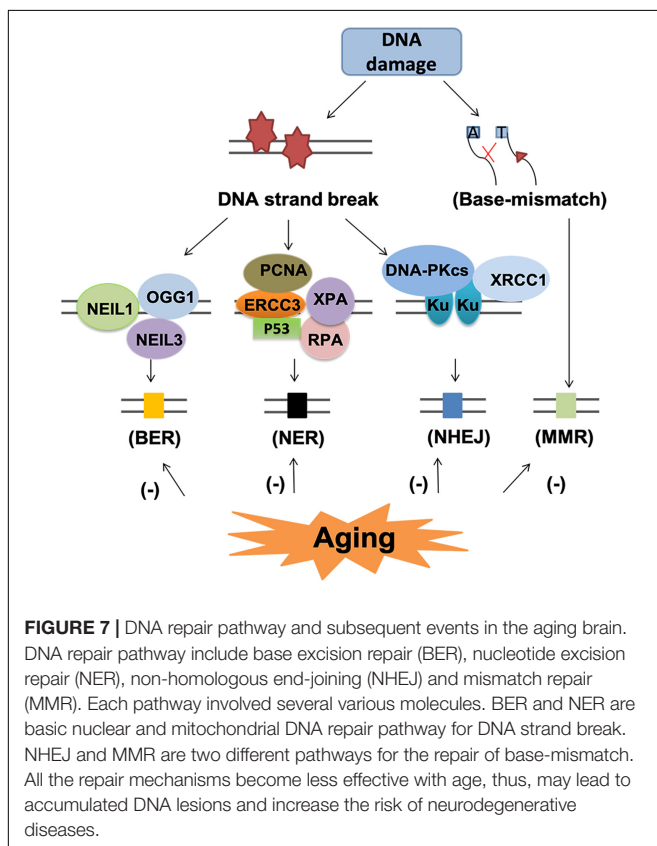 DNA
damage
A T
DNA strand break
(Base-mismatch)
NEIL1
OGG1
NEIL3
PCNA
ERCC3
XPA
P53
RPA
DNA-PKcs
XRCC1
Ku Ku
(BER)
(NER)
(NHEJ)
(MMR)
(-)
(-)
(-)
(-)
Aging
FIGURE 7 | DNA repair pathway and subsequent events in the aging brain.
DNA repair pathway include base excision repair (BER), nucleotide excision
repair (NER), non-homologous end-joining (NHEJ) and mismatch repair
(MMR). Each pathway involved several various molecules. BER and NER are
basic nuclear and mitochondrial DNA repair pathway for DNA strand break.
NHEJ and MMR are two different pathways for the repair of base-mismatch.
All the repair mechanisms become less effective with age, thus, may lead to
accumulated DNA lesions and increase the risk of neurodegenerative
diseases.